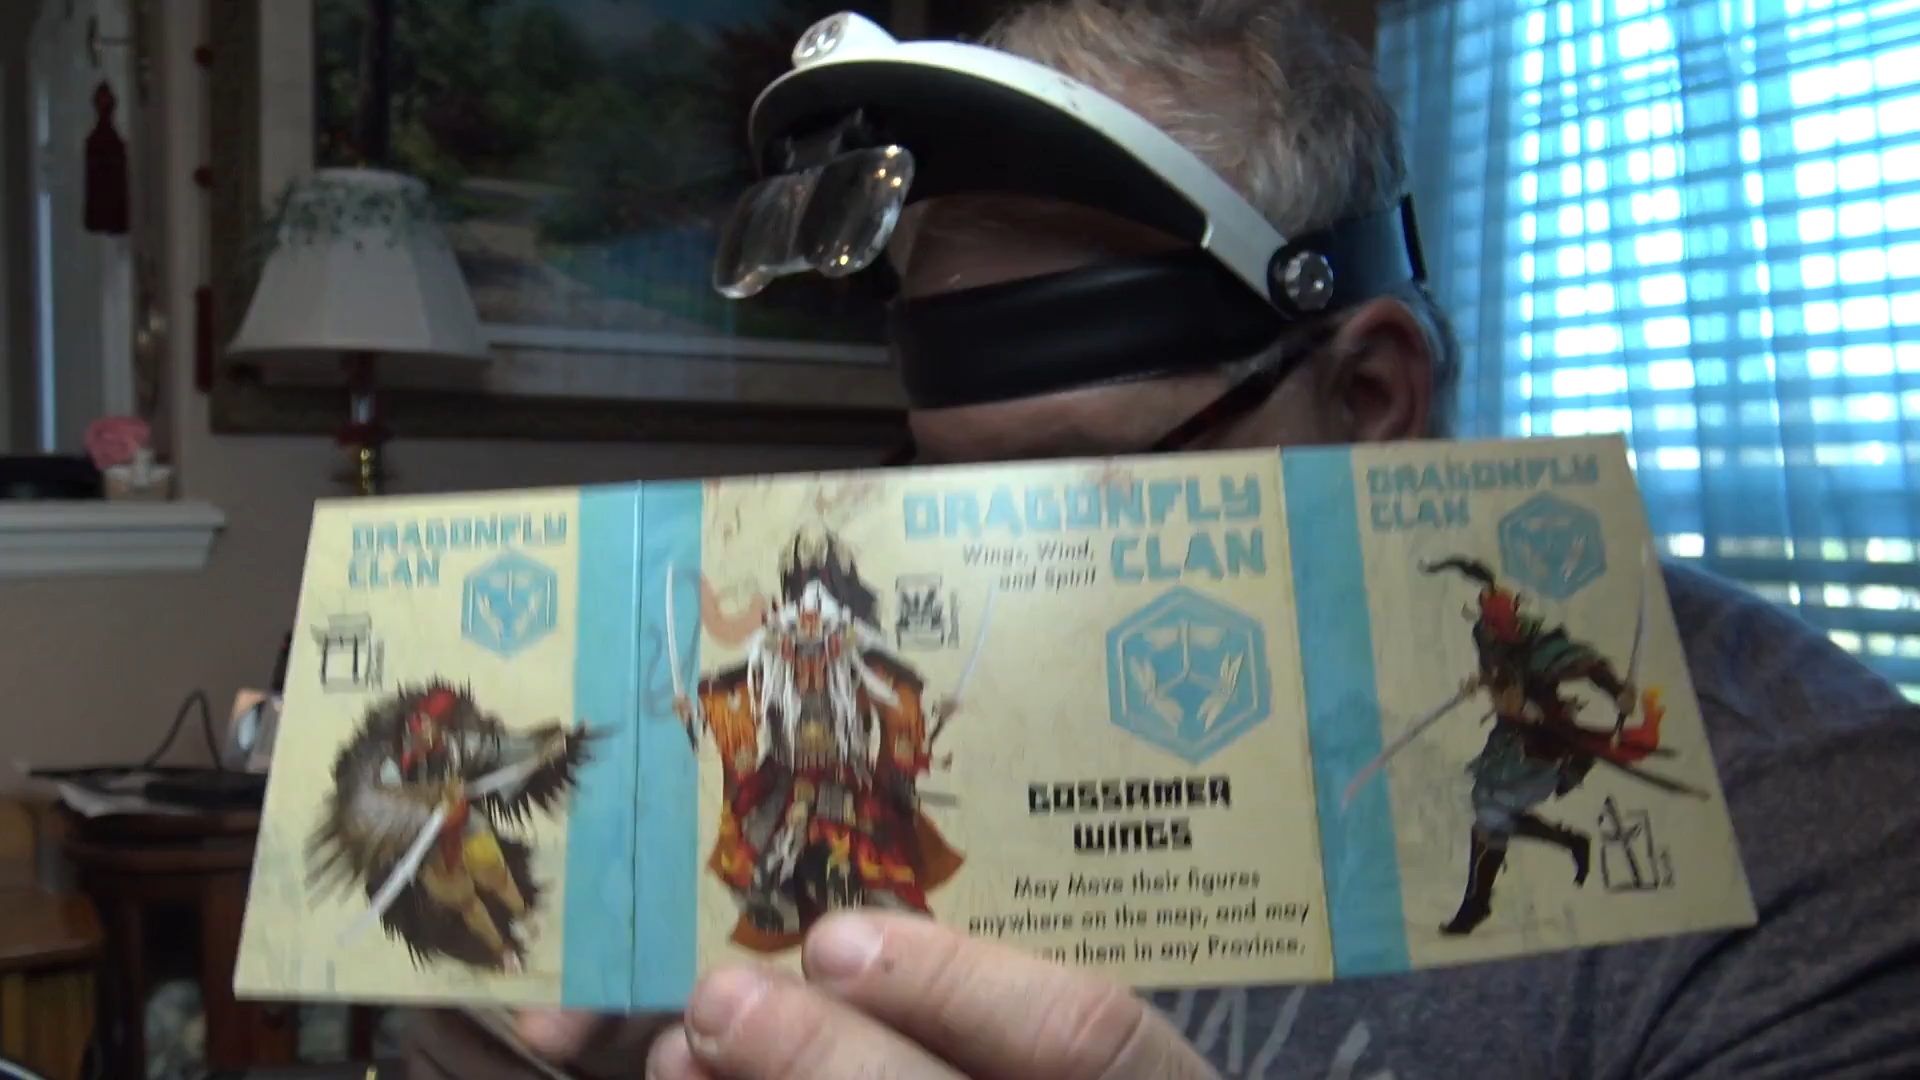 DRAGONFLY
CLAN
DRAGONFLY
CLAN
Wings, Wind,
and Spirit
GOSSAMER
WINGS
May Move their figures
anywhere on the map, and may
them in any Province.
DRAGONFLY
CLAN